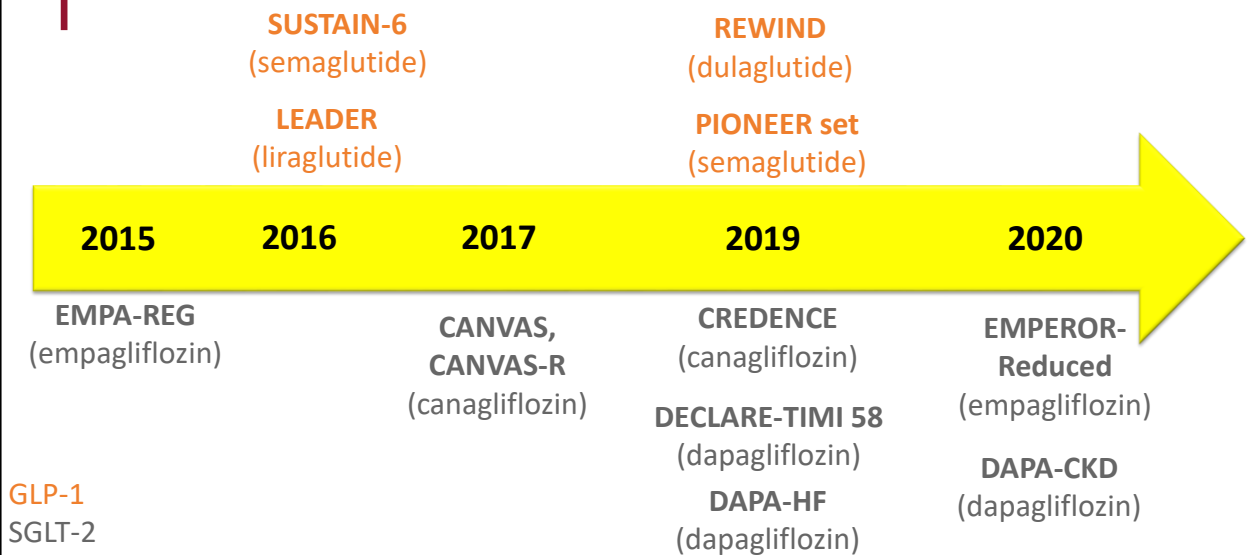 SUSTAIN-6
(semaglutide)
REWIND
(dulaglutide)
LEADER
(liraglutide)
PIONEER set
(semaglutide)
2015 2016 2017 2019 2020
EMPA-REG
(empagliflozin)
CANVAS,
CANVAS-R
(canagliflozin)
CREDENCE
(canagliflozin)
DECLARE-TIMI 58
(dapagliflozin)
DAPA-HF
(dapagliflozin)
EMPEROR-
Reduced
(empagliflozin)
DAPA-CKD
(dapagliflozin)
GLP-1
SGLT-2